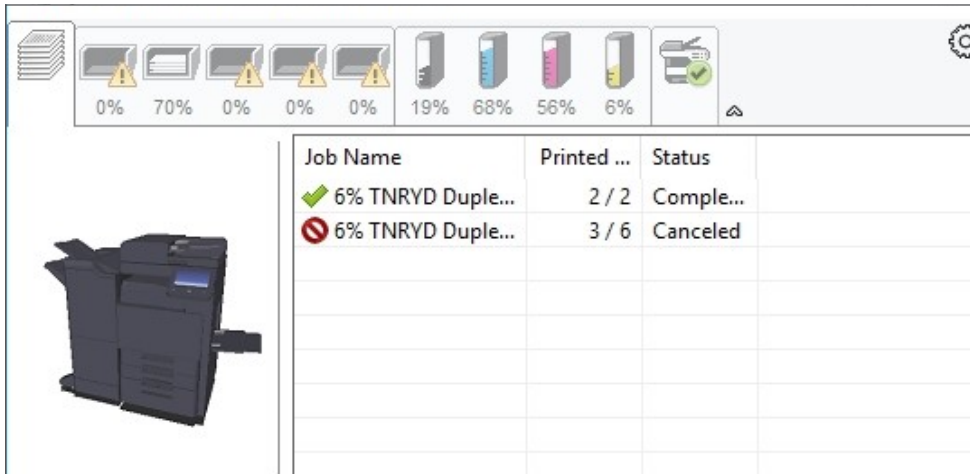 0% 70% 0% 0% 0% 19% 68% 56% 6%
Job Name Printed ... Status
6% TNRYD Duple... 2 / 2 Comple...
6% TNRYD Duple... 3 / 6 Canceled